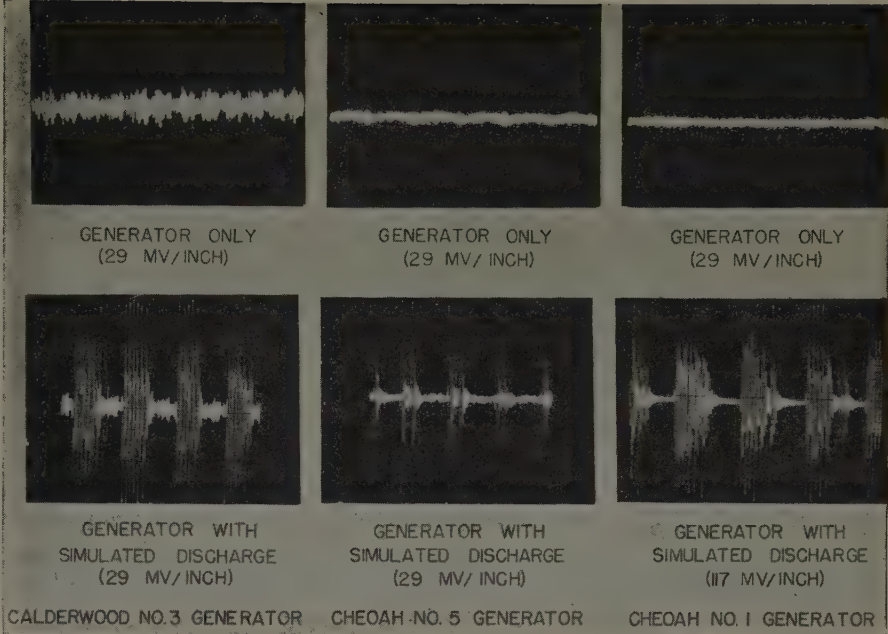 GENERATOR ONLY
(29 MV/INCH)
GENERATOR ONLY
(29 MV/INCH)
GENERATOR ONLY
(29 MV/INCH)
GENERATOR WITH
SIMULATED DISCHARGE
(29 MV/INCH)
GENERATOR WITH
SIMULATED DISCHARGE
(29 MV/INCH)
GENERATOR WITH
SIMULATED DISCHARGE
(117 MV/INCH)
CALDERWOOD NO.3 GENERATOR
CHEOAH NO. 5 GENERATOR
CHEOAH NO. 1 GENERATOR